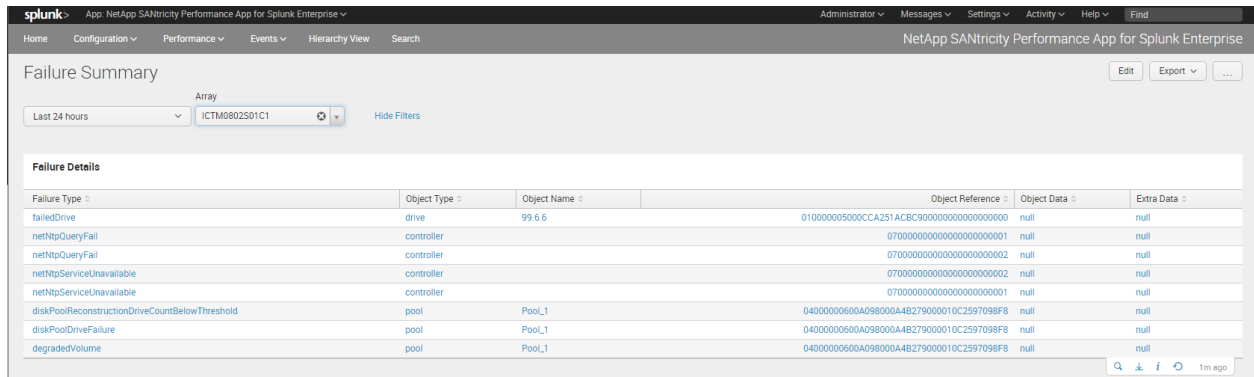 splunk> App: NetApp SANtricity Performance App for Splunk Enterprise Administrator Messages Settings Activity Help Find
Home Configuration Performance Events Hierarchy View Search NetApp SANtricity Performance App for Splunk Enterprise
Failure Summary Edit Export ...
Array
Last 24 hours ICTM0802S01C1 Hide Filters
Failure Details
Failure Type Object Type Object Name Object Reference Object Data Extra Data
failedDrive drive 99.6.6 010000005000CCA251ACBC900000000000000000 null null
netNtpQueryFail controller 070000000000000000000001 null null
netNtpQueryFail controller 070000000000000000000002 null null
netNtpServiceUnavailable controller 070000000000000000000002 null null
netNtpServiceUnavailable controller 070000000000000000000001 null null
diskPoolReconstructionDriveCountBelowThreshold pool Pool_1 04000000600A098000A4B279000010C2597098F8 null null
diskPoolDriveFailure pool Pool_1 04000000600A098000A4B279000010C2597098F8 null null
degradedVolume pool Pool_1 04000000600A098000A4B279000010C2597098F8 null null
1m ago